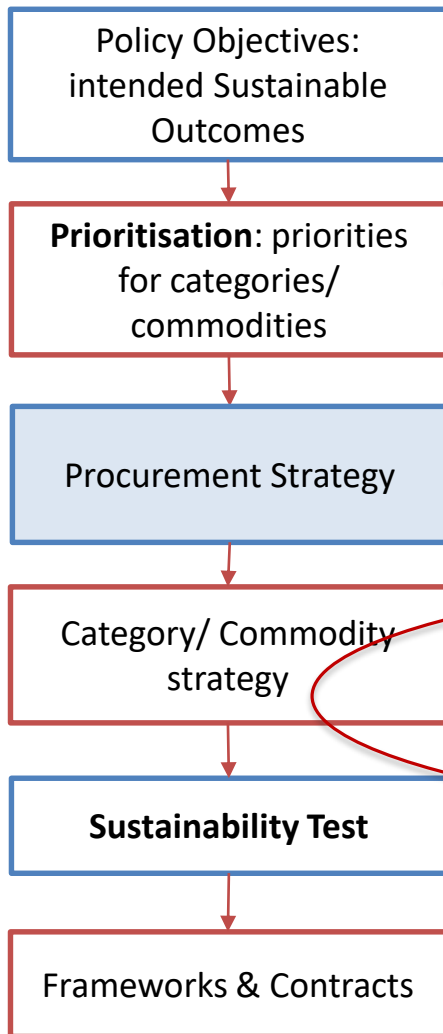 Policy Objectives:
intended Sustainable
Outcomes
Prioritisation: priorities
for categories/
commodities
Procurement Strategy
Category/ Commodity
strategy
Sustainability Test
Frameworks & Contracts